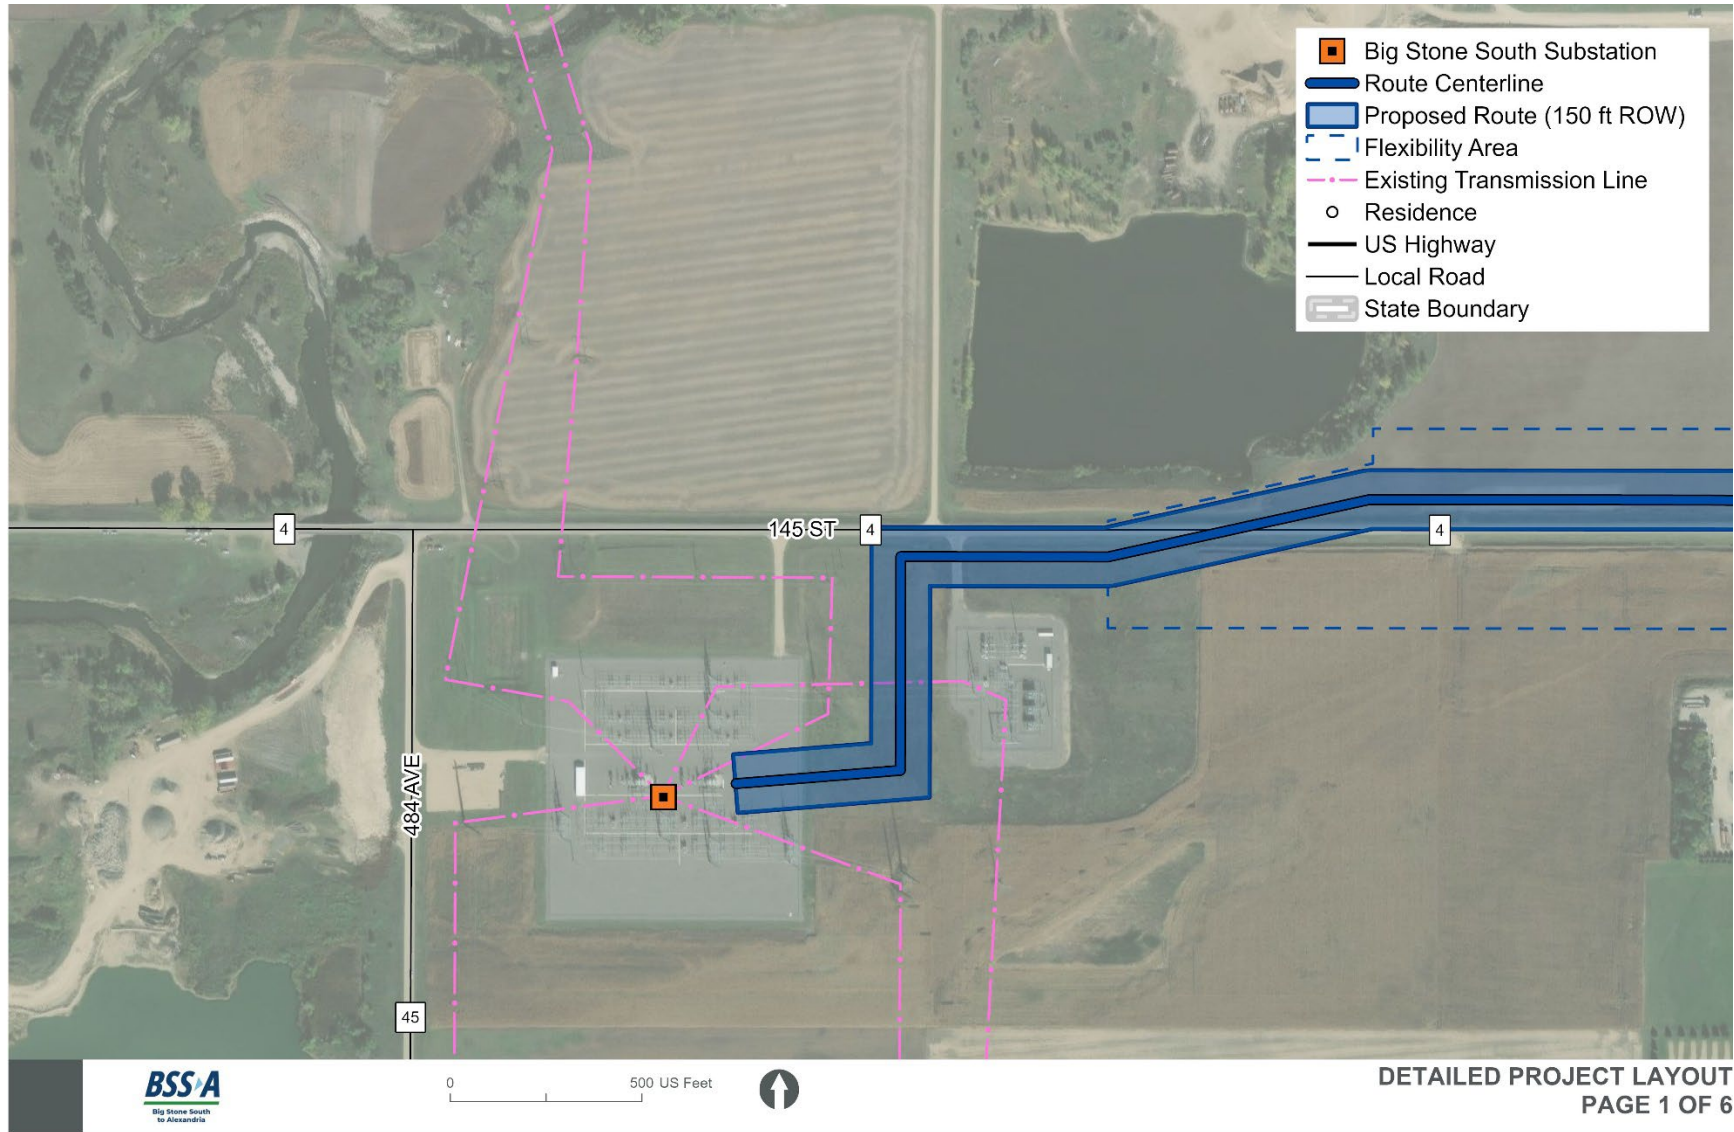 Big Stone South Substation
Route Centerline
Proposed Route (150 ft ROW)
Flexibility Area
Existing Transmission Line
Residence
US Highway
Local Road
State Boundary
4
145 ST
4
4
484 AVE
45
BSS A
Big Stone South
to Alexandria
0
500 US Feet
DETAILED PROJECT LAYOUT
PAGE 1 OF 6